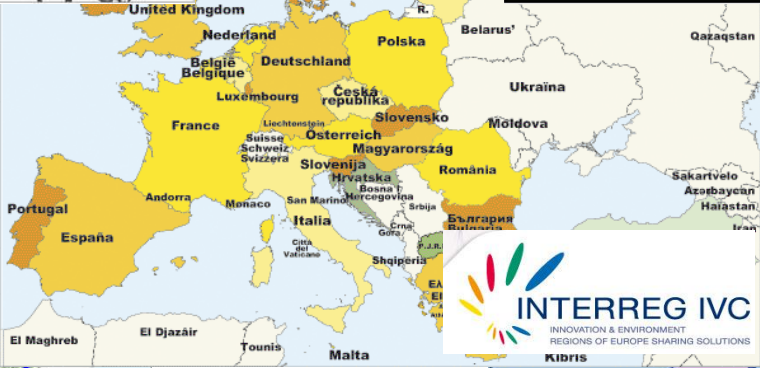 United Kingdom
R.
Belarus'
Nederland
Qazaqstan
Polska
België
Belgique
Deutschland
Ukraïna
Luxembourg
Česká
republika
Slovensko
Moldova
France
Liechtenstein
Österreich
Suisse
Schweiz
Svizzera
Magyarország
Slovenija
România
Hrvatska
Sakartvelo
Bosna i
Hercegovina
Azərbaycan
Andorra
Monaco
San Marino
Srbija
Haïastan
Portugal
Italia
България
Bulgaria
Iran
España
Crna
Gora
Città
del
Vaticano
P.J.R.
Shqipëria
INTERREG IVC
INNOVATION & ENVIRONMENT
REGIONS OF EUROPE SHARING SOLUTIONS
El Maghreb
El Djazâir
Tounis
Malta
Kibris